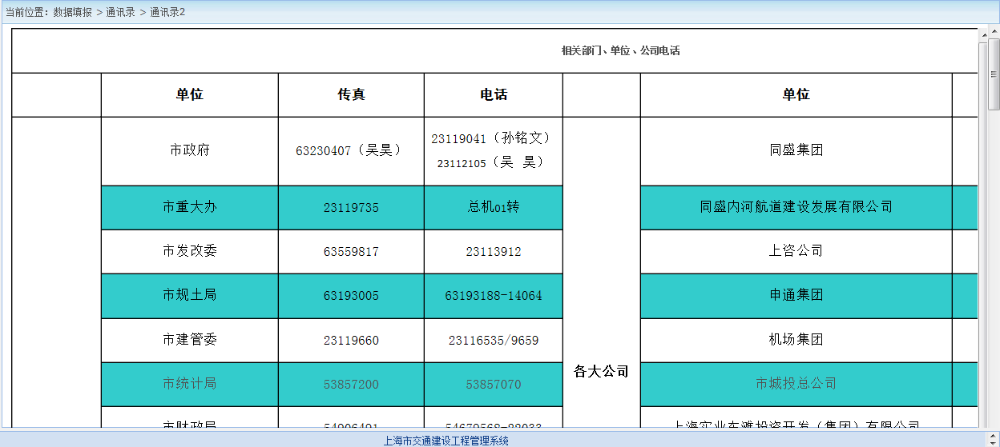 当前位置：数据填报 > 通讯录 > 通讯录2
相关部门、单位、公司电话
单位 传真 电话 单位
市政府 63230407（吴昊） 23119041（孙铭文） 同盛集团
23112105（吴 昊）
市重大办 23119735 总机01转 同盛内河航道建设发展有限公司
市发改委 63559817 23113912 上咨公司
市规土局 63193005 63193188-14064 申通集团
市建管委 23119660 23116535/9659 机场集团
各大公司
市统计局 53857200 53857070 市城投总公司
市财政局 上海实业东滩投资开发（集团）有限公司
上海市交通建设工程管理系统